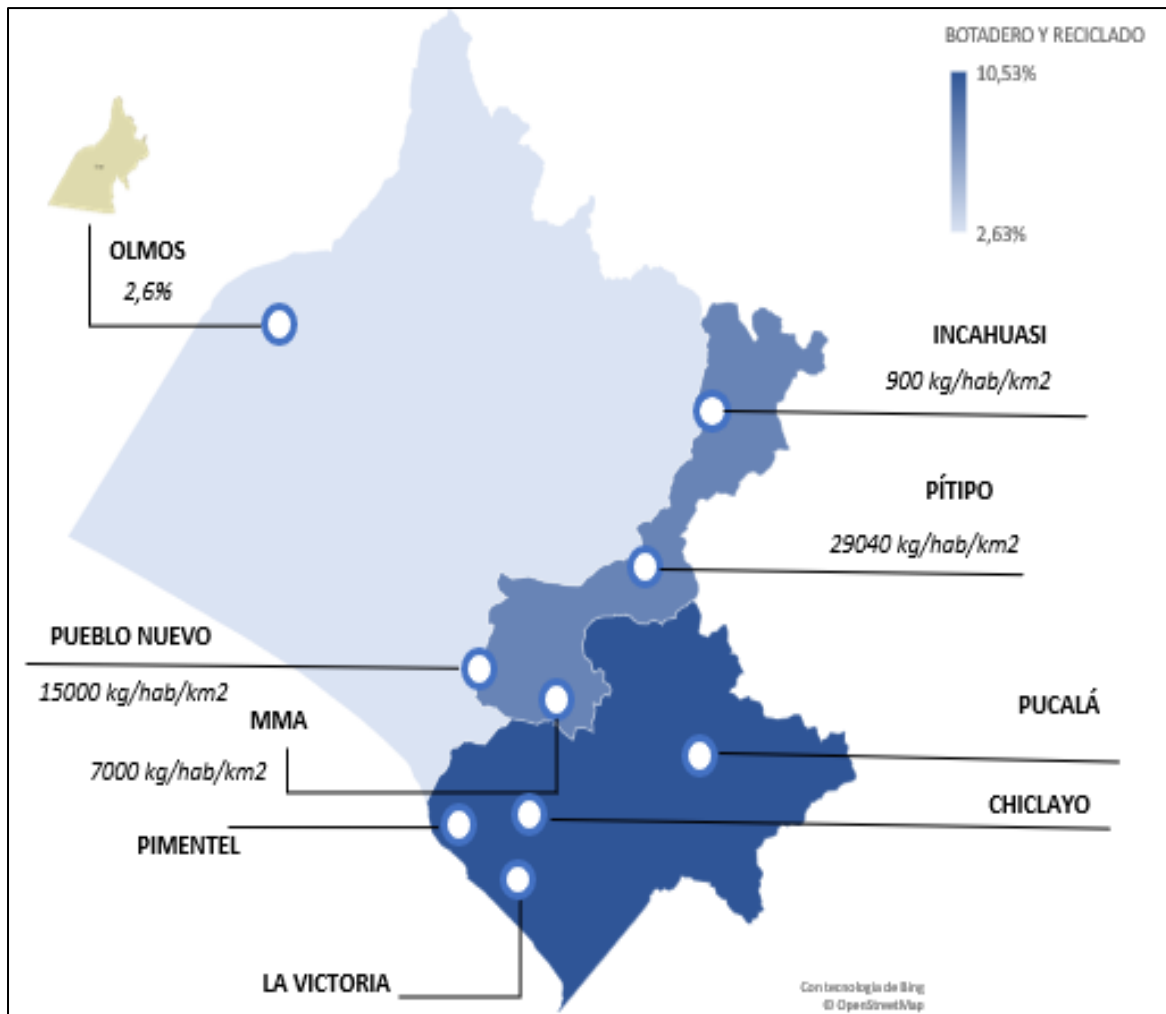 BOTADERO Y RECICLADO
10,53%
2,63%
OLMOS
2,6%
INCAHUASI
900 kg/hab/km2
PÍTIPO
29040 kg/hab/km2
PUEBLO NUEVO
15000 kg/hab/km2
MMA
7000 kg/hab/km2
PUCALÁ
CHICLAYO
PIMENTEL
LA VICTORIA
Con tecnología de Bing
© OpenStreetMap